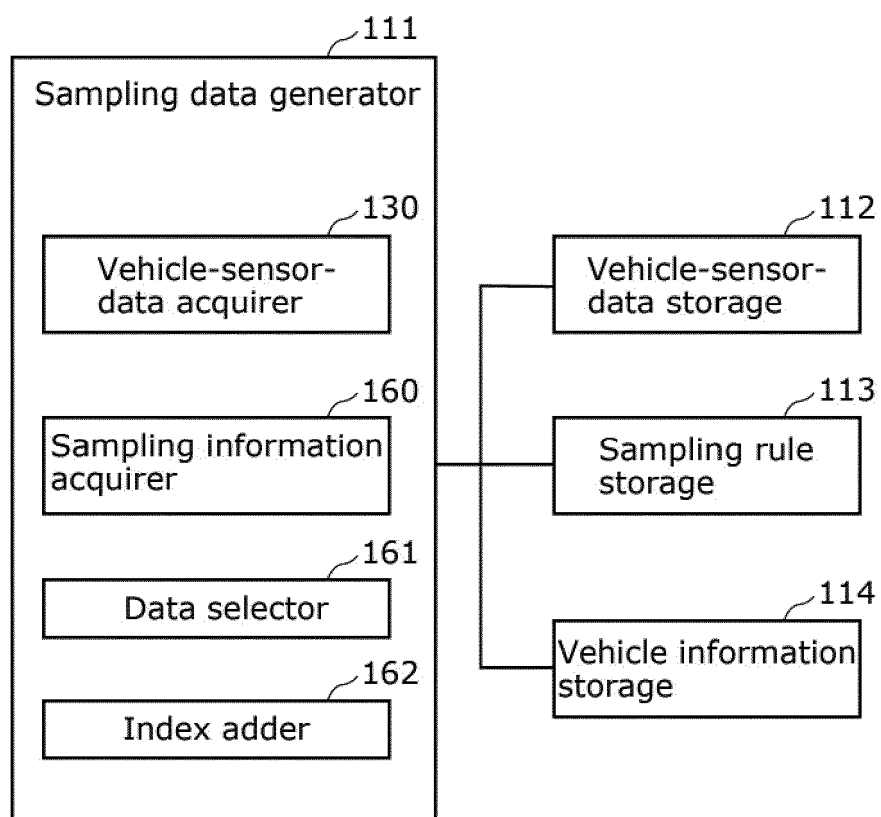 111
Sampling data generator
130
Vehicle-sensor-
data acquirer
160
Sampling information
acquirer
161
Data selector
162
Index adder
112
Vehicle-sensor-
data storage
113
Sampling rule
storage
114
Vehicle information
storage